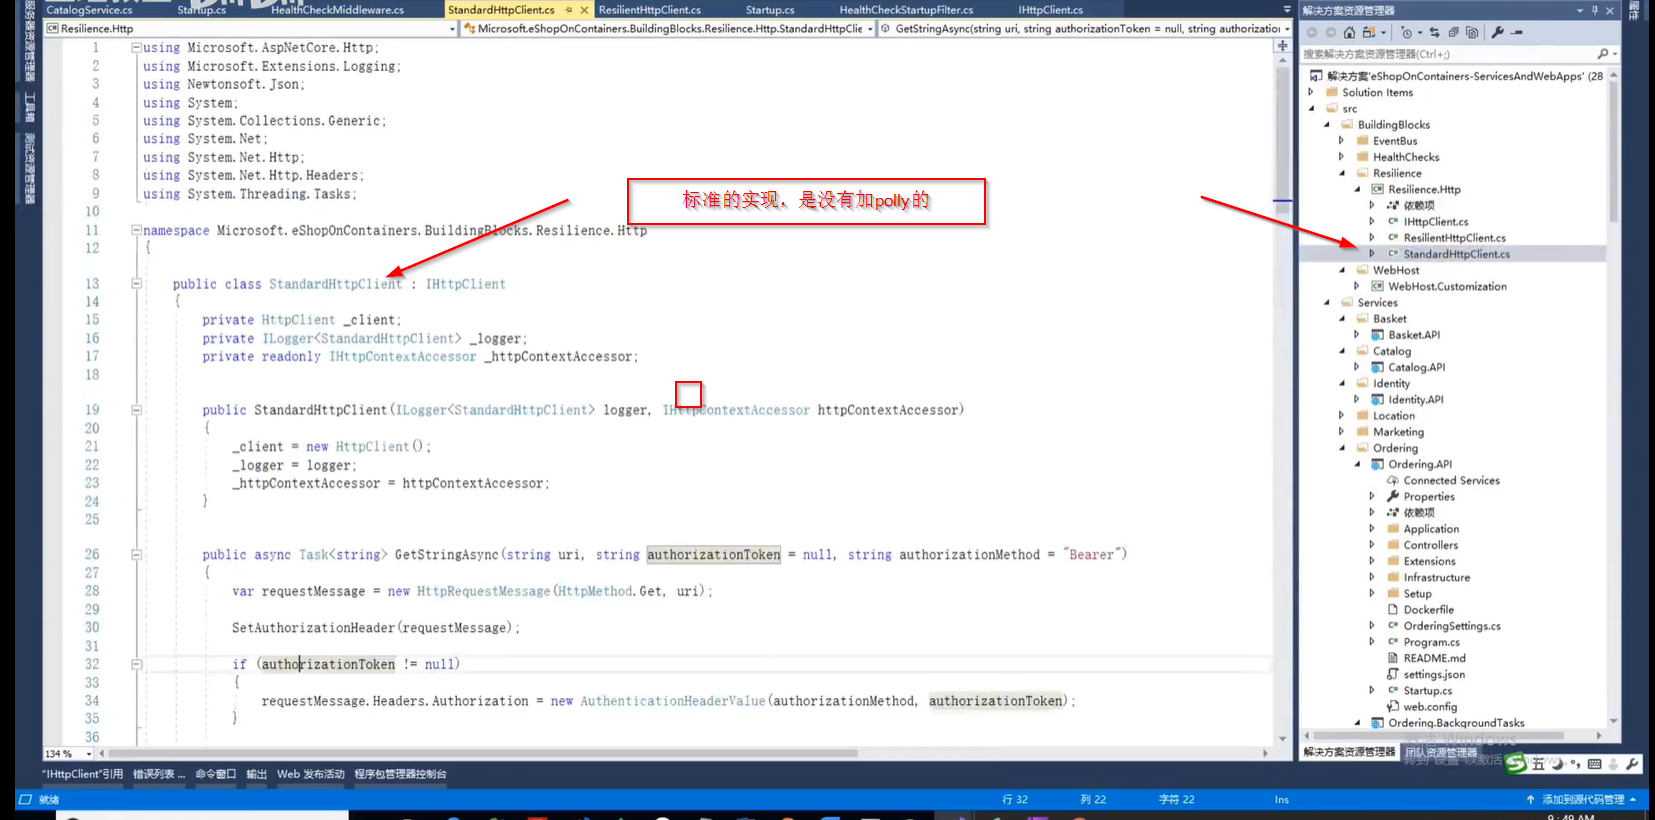 CatalogService.cs Startup.cs HealthCheckMiddleware.cs StandardHttpClient.cs ResilientHttpClient.cs Startup.cs HealthCheckStartupFilter.cs IHttpClient.cs
Resilience.Http Microsoft.eShopOnContainers.BuildingBlocks.Resilience.Http.StandardHttpClie GetStringAsync(string uri, string authorizationToken = null, string authorization
1 using Microsoft.AspNetCore.Http;
2 using Microsoft.Extensions.Logging;
3 using Newtonsoft.Json;
4 using System;
5 using System.Collections.Generic;
6 using System.Net;
7 using System.Net.Http;
8 using System.Net.Http.Headers;
9 using System.Threading.Tasks;
10
11 namespace Microsoft.eShopOnContainers.BuildingBlocks.Resilience.Http
12 {
13 public class StandardHttpClient : IHttpClient
14 {
15 private HttpClient _client;
16 private ILogger<StandardHttpClient> _logger;
17 private readonly IHttpContextAccessor _httpContextAccessor;
18
19 public StandardHttpClient(ILogger<StandardHttpClient> logger, IHttpContextAccessor httpContextAccessor)
20 {
21 _client = new HttpClient();
22 _logger = logger;
23 _httpContextAccessor = httpContextAccessor;
24 }
25
26 public async Task<string> GetStringAsync(string uri, string authorizationToken = null, string authorizationMethod = "Bearer")
27 {
28 var requestMessage = new HttpRequestMessage(HttpMethod.Get, uri);
29
30 SetAuthorizationHeader(requestMessage);
31
32 if (authorizationToken != null)
33 {
34 requestMessage.Headers.Authorization = new AuthenticationHeaderValue(authorizationMethod, authorizationToken);
35 }
36
标准的实现，是没有加polly的
134 %
"IHttpClient"引用 错误列表 ... 命令窗口 输出 Web 发布活动 程序包管理器控制台
解决方案资源管理器
搜索解决方案资源管理器(Ctrl+;)
解决方案'eShopOnContainers-ServicesAndWebApps' (28
Solution Items
src
BuildingBlocks
EventBus
HealthChecks
Resilience
Resilience.Http
依赖项
IHttpClient.cs
ResilientHttpClient.cs
StandardHttpClient.cs
WebHost
WebHost.Customization
Services
Basket
Basket.API
Catalog
Catalog.API
Identity
Identity.API
Location
Marketing
Ordering
Ordering.API
Connected Services
Properties
依赖项
Application
Controllers
Extensions
Infrastructure
Setup
Dockerfile
OrderingSettings.cs
Program.cs
README.md
settings.json
Startup.cs
web.config
Ordering.BackgroundTasks
解决方案资源管理器 团队资源管理器
激活 Windows
转到"设置"以激活 Windows。
五
就绪 行 32 列 22 字符 22 Ins 添加到源代码管理
9:49 AM